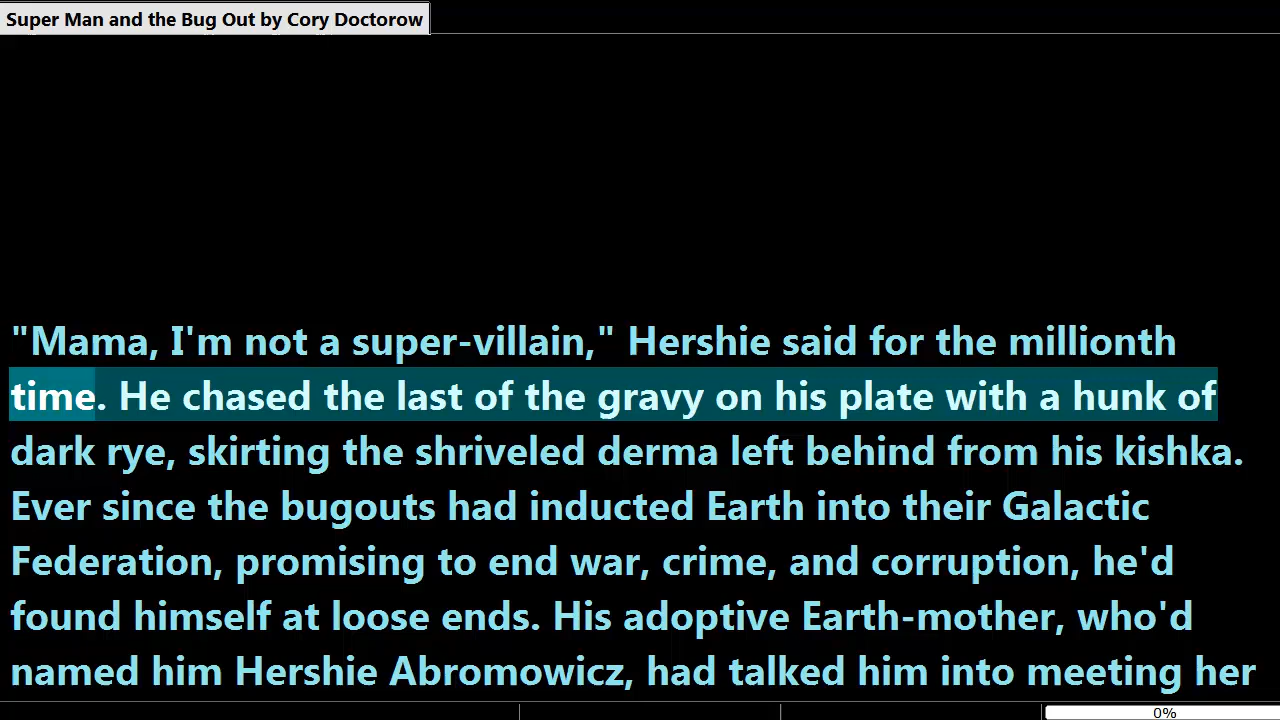 Super Man and the Bug Out by Cory Doctorow
"Mama, I'm not a super-villain," Hershie said for the millionth
time. He chased the last of the gravy on his plate with a hunk of
dark rye, skirting the shriveled derma left behind from his kishka.
Ever since the bugouts had inducted Earth into their Galactic
Federation, promising to end war, crime, and corruption, he'd
found himself at loose ends. His adoptive Earth-mother, who'd
named him Hershie Abromowicz, had talked him into meeting her
0%